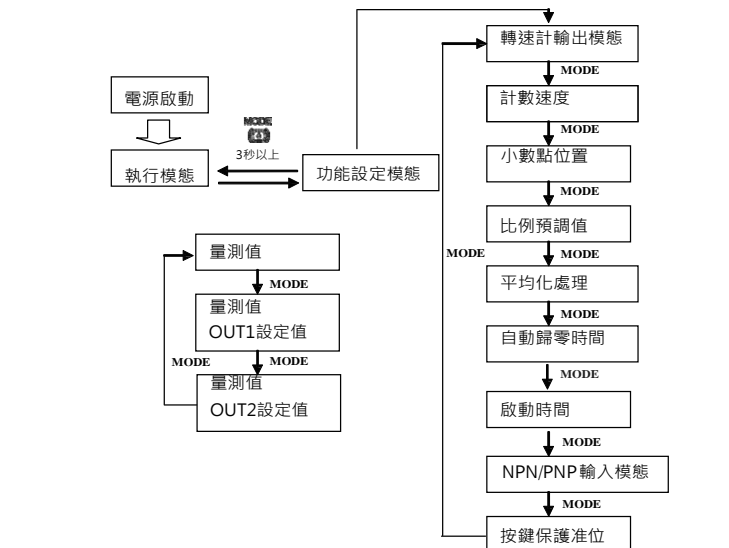 電源啟動
執行模態
MODE
3秒以上
功能設定模態
量測值
MODE
量測值
OUT1設定值
MODE
MODE
量測值
OUT2設定值
轉速計輸出模態
MODE
計數速度
MODE
小數點位置
MODE
比例預調值
MODE
MODE
平均化處理
MODE
自動歸零時間
MODE
啟動時間
MODE
NPN/PNP輸入模態
MODE
按鍵保護准位